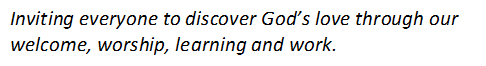 Inviting everyone to discover God’s love through our
welcome, worship, learning and work.